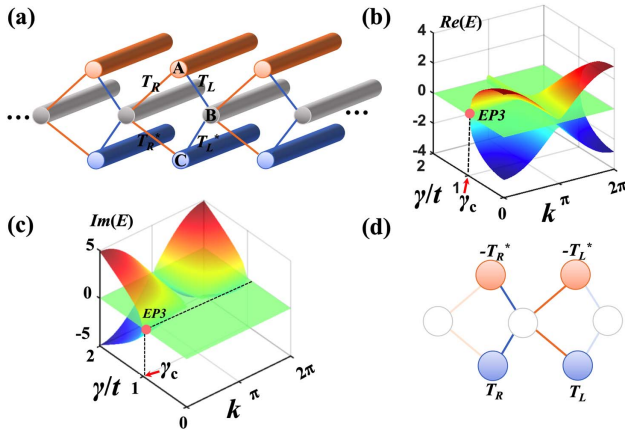 (a)
A
T_R
T_L
B
...
...
T_R^*
T_L^*
C
(b)
Re(E)
4
2
0
-2
-4
2
1
0
EP3
γ/t
γ_c
k
π
2π
(c)
Im(E)
5
0
-5
2
1
0
EP3
γ/t
γ_c
k
π
2π
(d)
-T_R^*
-T_L^*
T_R
T_L